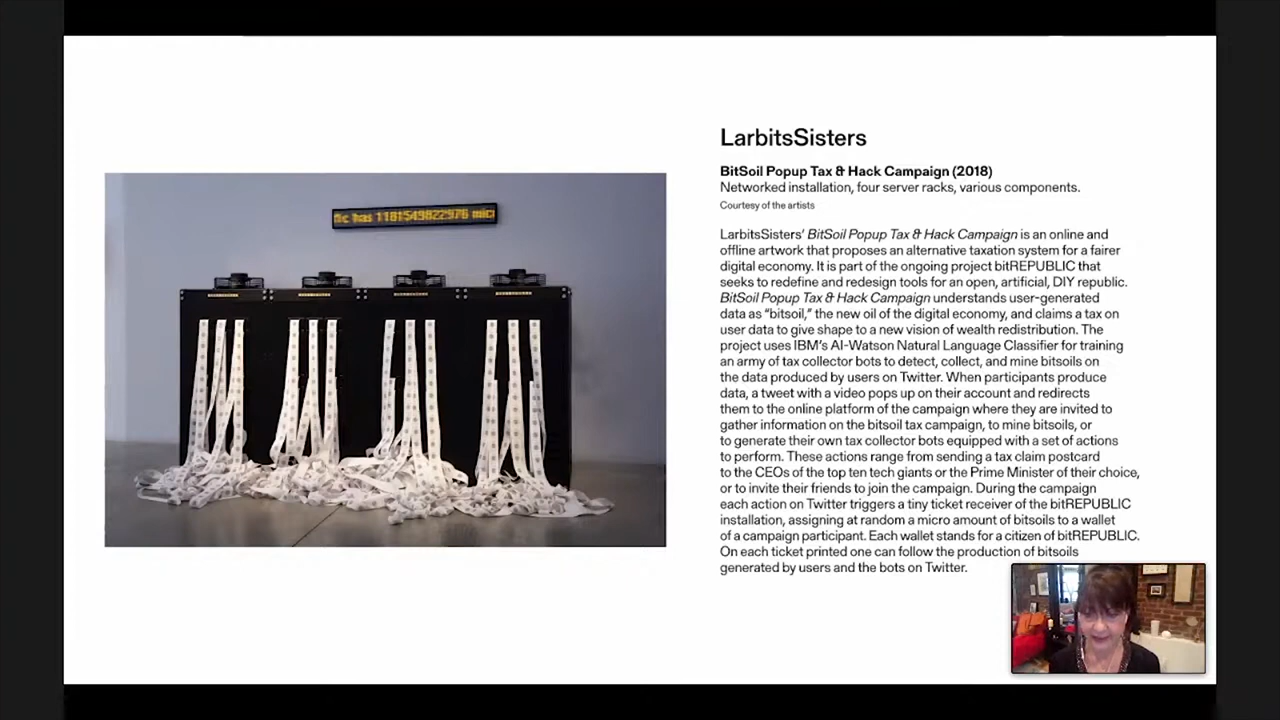 LarbitsSisters
BitSoil Popup Tax & Hack Campaign (2018)
Networked installation, four server racks, various components.
Courtesy of the artists
LarbitsSisters' BitSoil Popup Tax & Hack Campaign is an online and
offline artwork that proposes an alternative taxation system for a fairer
digital economy. It is part of the ongoing project bitREPUBLIC that
seeks to redefine and redesign tools for an open, artificial, DIY republic.
BitSoil Popup Tax & Hack Campaign understands user-generated
data as “bitsoil,” the new oil of the digital economy, and claims a tax on
user data to give shape to a new vision of wealth redistribution. The
project uses IBM's AI-Watson Natural Language Classifier for training
an army of tax collector bots to detect, collect, and mine bitsoils on
the data produced by users on Twitter. When participants produce
data, a tweet with a video pops up on their account and redirects
them to the online platform of the campaign where they are invited to
gather information on the bitsoil tax campaign, to mine bitsoils, or
to generate their own tax collector bots equipped with a set of actions
to perform. These actions range from sending a tax claim postcard
to the CEOs of the top ten tech giants or the Prime Minister of their choice,
or to invite their friends to join the campaign. During the campaign
each action on Twitter triggers a tiny ticket receiver of the bitREPUBLIC
installation, assigning at random a micro amount of bitsoils to a wallet
of a campaign participant. Each wallet stands for a citizen of bitREPUBLIC.
On each ticket printed one can follow the production of bitsoils
generated by users and the bots on Twitter.
has 1181549822976